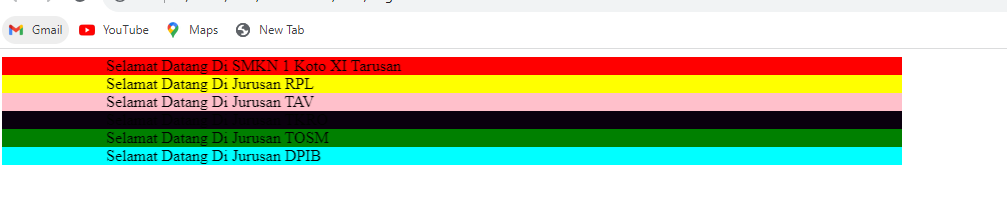 Gmail YouTube Maps New Tab
Selamat Datang Di SMKN 1 Koto XI Tarusan
Selamat Datang Di Jurusan RPL
Selamat Datang Di Jurusan TAV
Selamat Datang Di Jurusan TOSM
Selamat Datang Di Jurusan DPIB